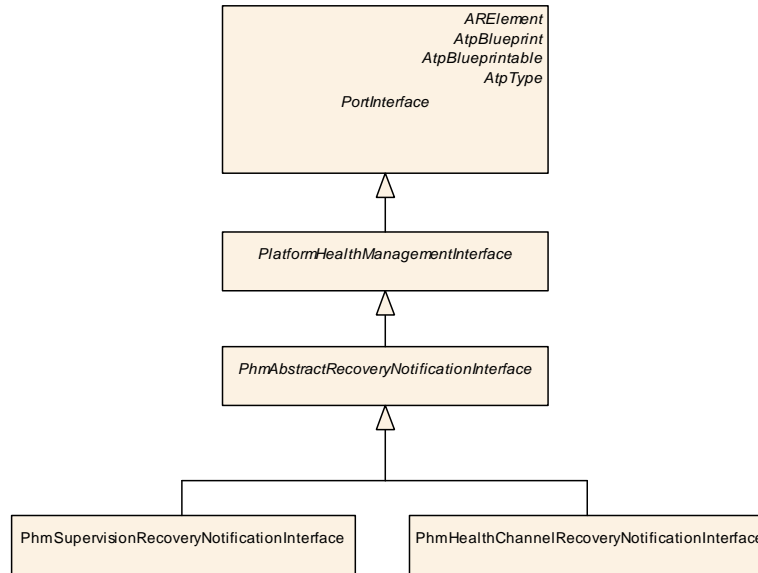 ARElement
AtpBlueprint
AtpBlueprintable
AtpType
PortInterface
PlatformHealthManagementInterface
PhmAbstractRecoveryNotificationInterface
PhmSupervisionRecoveryNotificationInterface
PhmHealthChannelRecoveryNotificationInterface